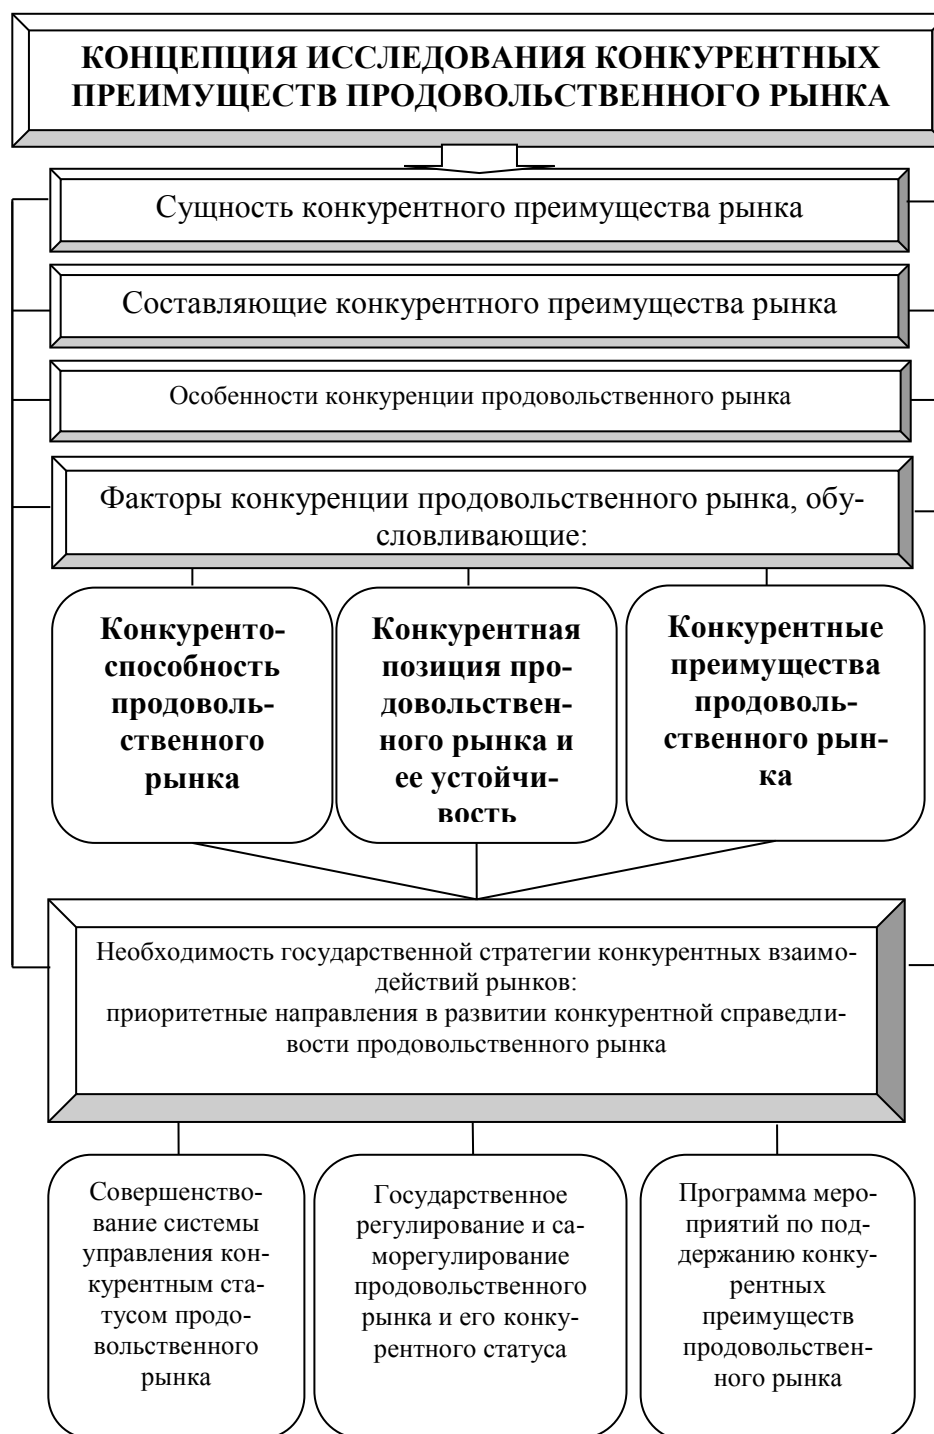 КОНЦЕПЦИЯ ИССЛЕДОВАНИЯ КОНКУРЕНТНЫХ
ПРЕИМУЩЕСТВ ПРОДОВОЛЬСТВЕННОГО РЫНКА
Сущность конкурентного преимущества рынка
Составляющие конкурентного преимущества рынка
Особенности конкуренции продовольственного рынка
Факторы конкуренции продовольственного рынка, обу-
словливающие:
Конкуренто-
способность
продоволь-
ственного
рынка
Конкурентная
позиция про-
довольствен-
ного рынка и
ее устойчи-
вость
Конкурентные
преимущества
продоволь-
ственного рын-
ка
Необходимость государственной стратегии конкурентных взаимо-
действий рынков:
приоритетные направления в развитии конкурентной справедли-
вости продовольственного рынка
Совершенство-
вание системы
управления кон-
курентным ста-
тусом продо-
вольственного
рынка
Государственное
регулирование и са-
морегулирование
продовольственного
рынка и его конку-
рентного статуса
Программа меро-
приятий по под-
держанию конку-
рентных
преимуществ
продовольствен-
ного рынка